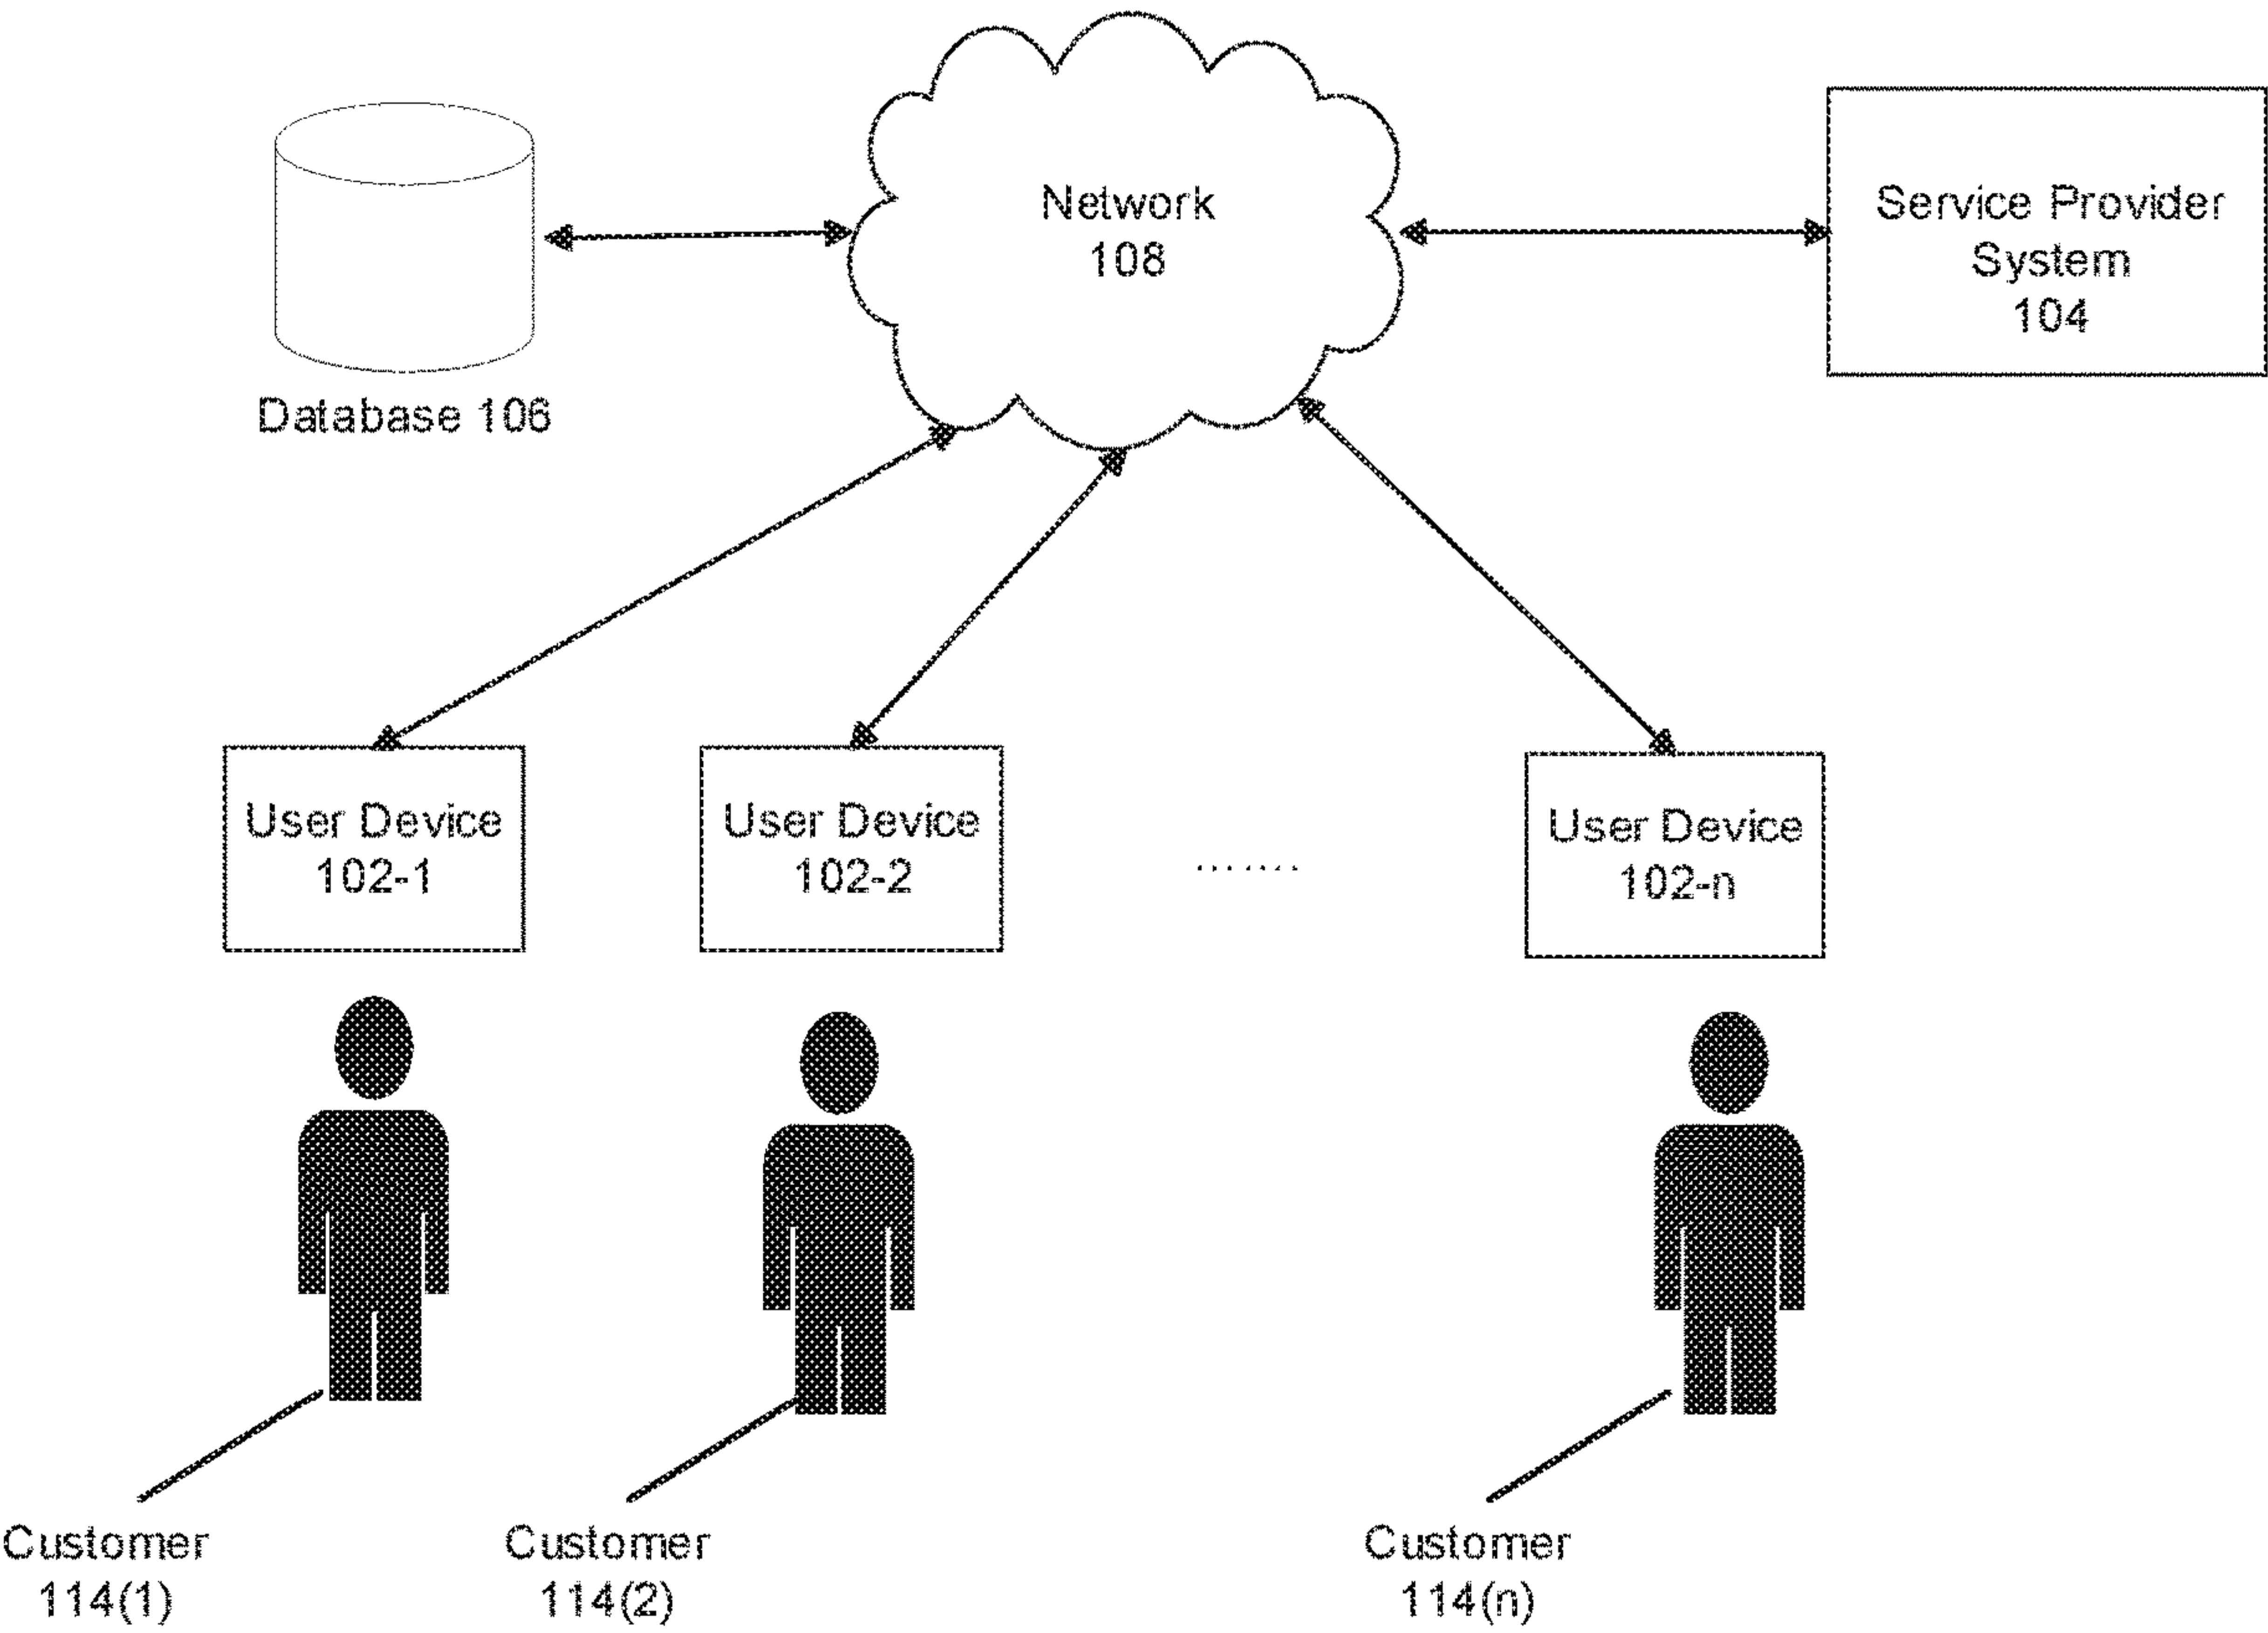 Network
108
Service Provider
System
104
Database 106
User Device
102-1
User Device
102-2
.......
User Device
102-n
Customer
114(1)
Customer
114(2)
Customer
114(n)